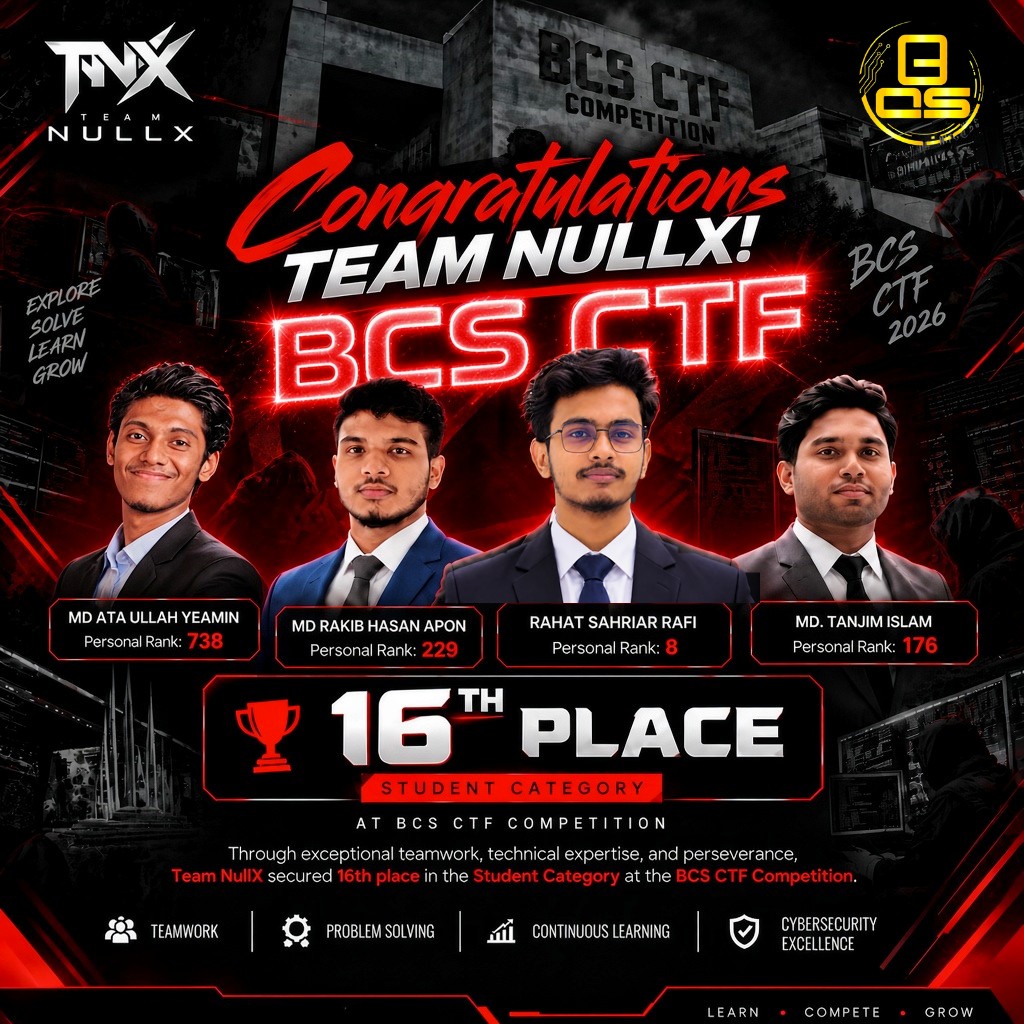 TNX
TEAM
NULLX
BCS CTF
COMPETITION
Congratulations
TEAM NULLX!
BCS CTF
EXPLORE
SOLVE
LEARN
GROW
BCS
CTF
2026
MD ATA ULLAH YEAMIN
Personal Rank: 738
MD RAKIB HASAN APON
Personal Rank: 229
RAHAT SAHRIAR RAFI
Personal Rank: 8
MD. TANJIM ISLAM
Personal Rank: 176
16TH PLACE
STUDENT CATEGORY
AT BCS CTF COMPETITION
Through exceptional teamwork, technical expertise, and perseverance,
Team NullX secured 16th place in the Student Category at the BCS CTF Competition.
TEAMWORK
PROBLEM SOLVING
CONTINUOUS LEARNING
CYBERSECURITY
EXCELLENCE
LEARN • COMPETE • GROW